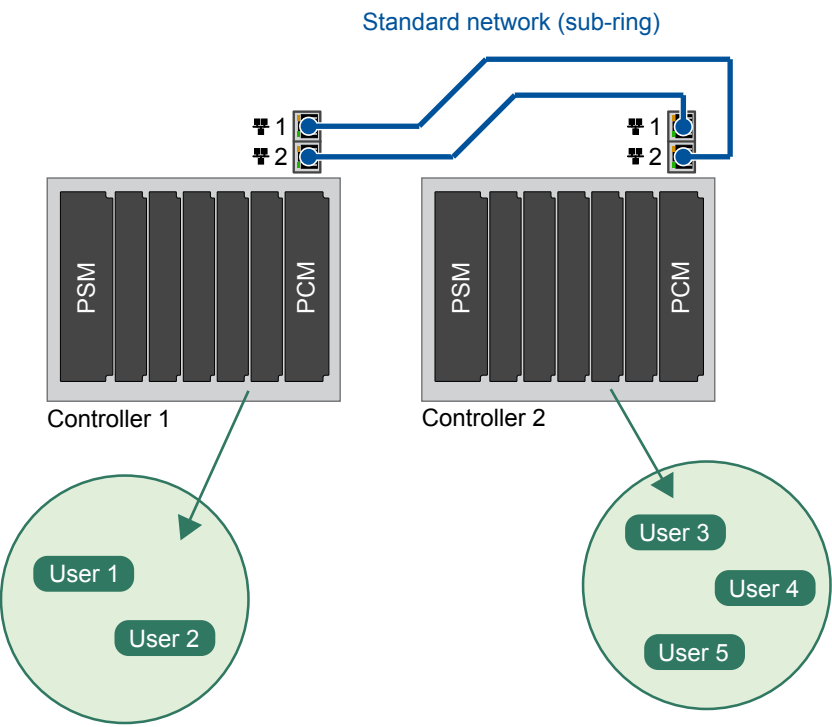 Standard network (sub-ring)
1
1
2
2
PSM
PCM
PSM
PCM
Controller 1
Controller 2
User 3
User 1
User 4
User 2
User 5